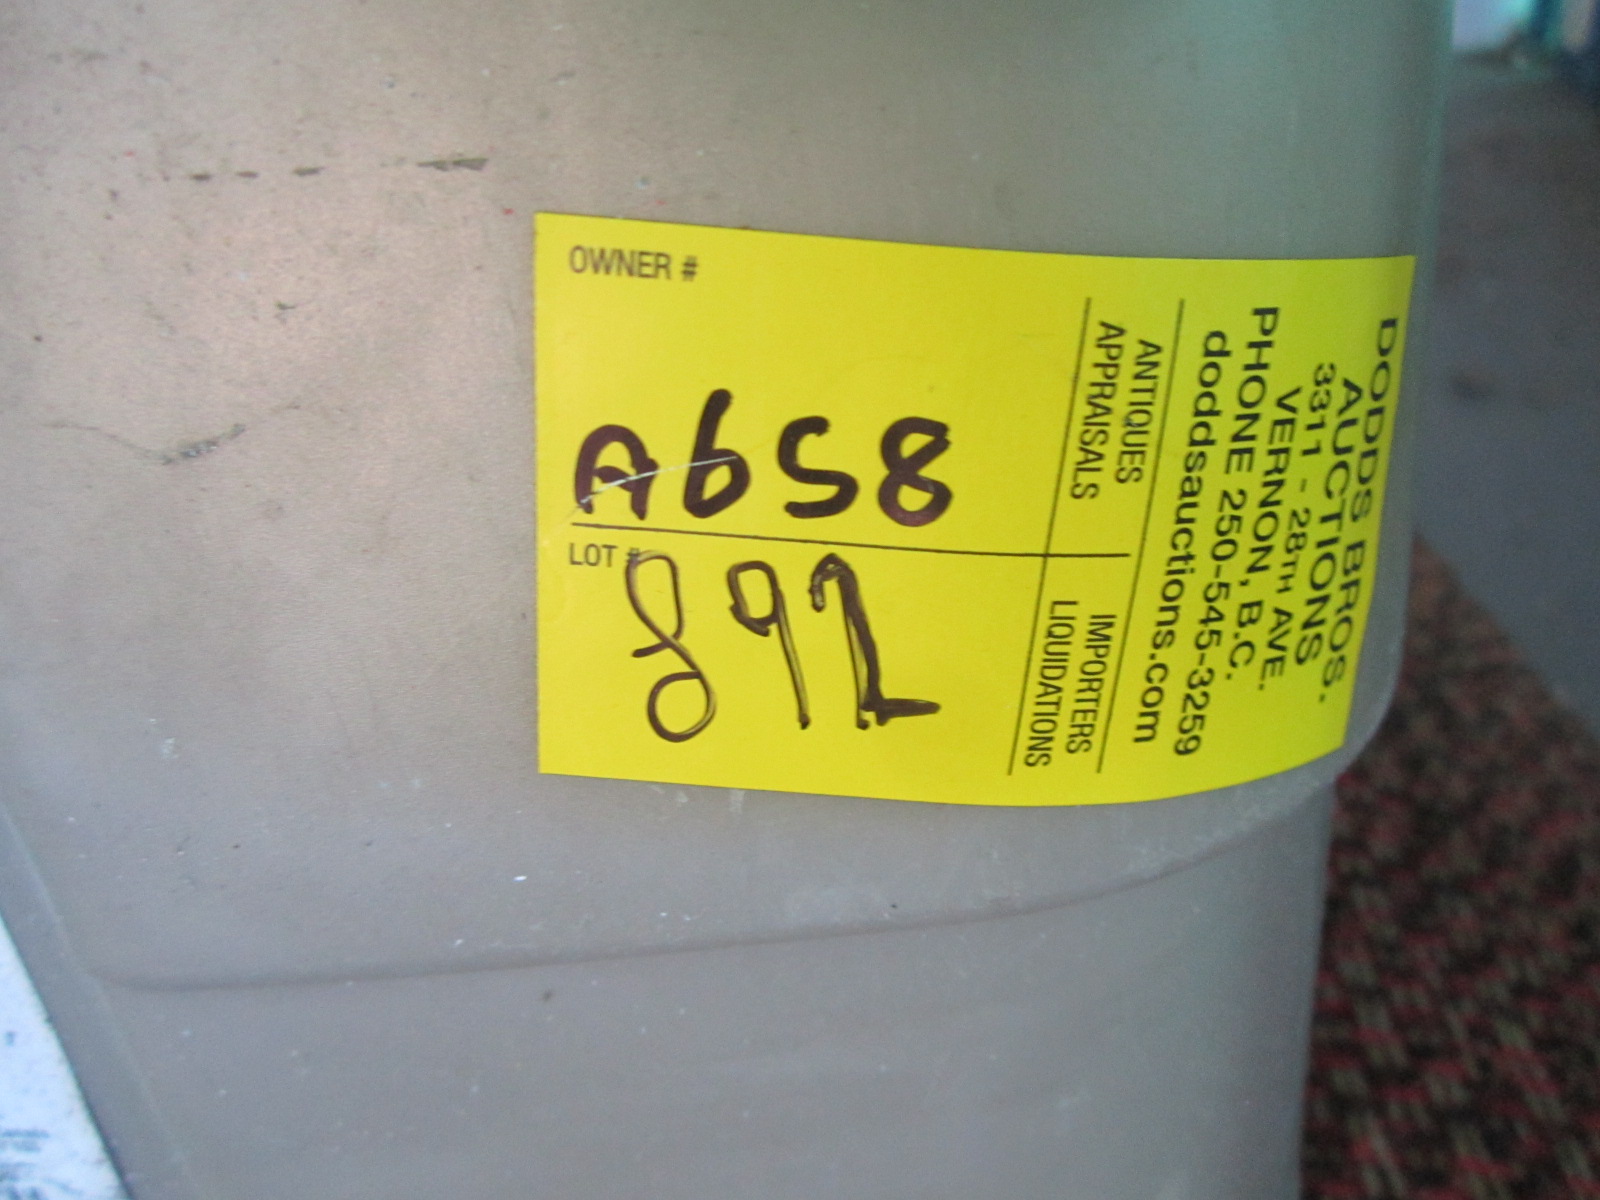 OWNER #
A658
LOT #
892
DODDS BROS.
AUCTIONS
3311 - 28TH AVE.
VERNON, B.C.
PHONE 250-545-3259
doddsauctions.com
ANTIQUES
APPRAISALS
IMPORTERS
LIQUIDATIONS